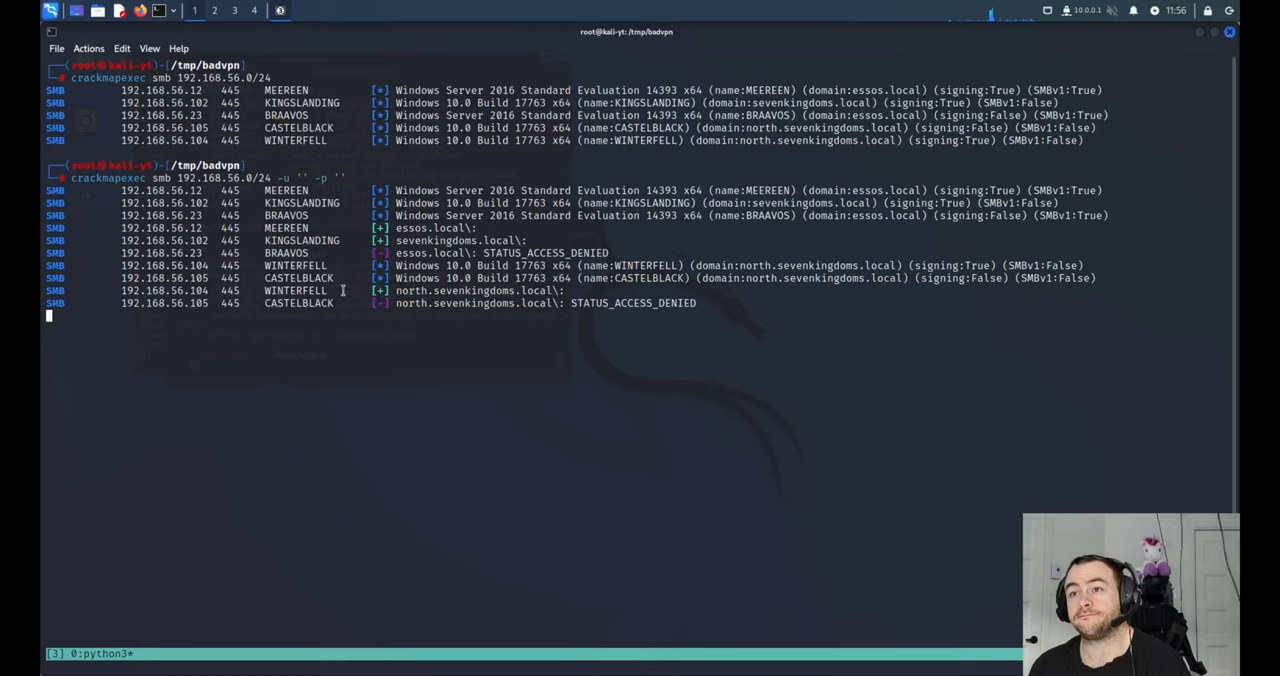 1 2 3 4 10.0.0.1 11:56
root@kali-yt: /tmp/badvpn
File Actions Edit View Help
(root@kali-yt)-[/tmp/badvpn]
crackmapexec smb 192.168.56.0/24
SMB 192.168.56.12 445 MEEREEN [*] Windows Server 2016 Standard Evaluation 14393 x64 (name:MEEREEN) (domain:essos.local) (signing:True) (SMBv1:True)
SMB 192.168.56.102 445 KINGSLANDING [*] Windows 10.0 Build 17763 x64 (name:KINGSLANDING) (domain:sevenkingdoms.local) (signing:True) (SMBv1:False)
SMB 192.168.56.23 445 BRAAVOS [*] Windows Server 2016 Standard Evaluation 14393 x64 (name:BRAAVOS) (domain:essos.local) (signing:False) (SMBv1:True)
SMB 192.168.56.105 445 CASTELBLACK [*] Windows 10.0 Build 17763 x64 (name:CASTELBLACK) (domain:north.sevenkingdoms.local) (signing:False) (SMBv1:False)
SMB 192.168.56.104 445 WINTERFELL [*] Windows 10.0 Build 17763 x64 (name:WINTERFELL) (domain:north.sevenkingdoms.local) (signing:True) (SMBv1:False)
(root@kali-yt)-[/tmp/badvpn]
crackmapexec smb 192.168.56.0/24 -u '' -p ''
SMB 192.168.56.12 445 MEEREEN [*] Windows Server 2016 Standard Evaluation 14393 x64 (name:MEEREEN) (domain:essos.local) (signing:True) (SMBv1:True)
SMB 192.168.56.102 445 KINGSLANDING [*] Windows 10.0 Build 17763 x64 (name:KINGSLANDING) (domain:sevenkingdoms.local) (signing:True) (SMBv1:False)
SMB 192.168.56.23 445 BRAAVOS [*] Windows Server 2016 Standard Evaluation 14393 x64 (name:BRAAVOS) (domain:essos.local) (signing:False) (SMBv1:True)
SMB 192.168.56.12 445 MEEREEN [+] essos.local\:
SMB 192.168.56.102 445 KINGSLANDING [+] sevenkingdoms.local\:
SMB 192.168.56.23 445 BRAAVOS [-] essos.local\: STATUS_ACCESS_DENIED
SMB 192.168.56.104 445 WINTERFELL [*] Windows 10.0 Build 17763 x64 (name:WINTERFELL) (domain:north.sevenkingdoms.local) (signing:True) (SMBv1:False)
SMB 192.168.56.105 445 CASTELBLACK [*] Windows 10.0 Build 17763 x64 (name:CASTELBLACK) (domain:north.sevenkingdoms.local) (signing:False) (SMBv1:False)
SMB 192.168.56.104 445 WINTERFELL [+] north.sevenkingdoms.local\:
SMB 192.168.56.105 445 CASTELBLACK [-] north.sevenkingdoms.local\: STATUS_ACCESS_DENIED
[3] 0:python3*